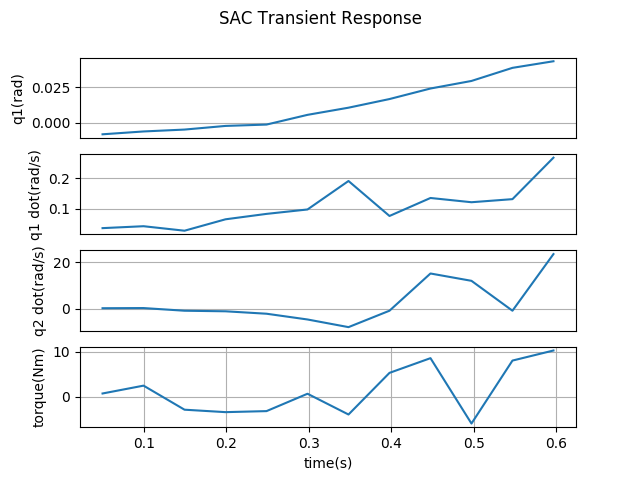 SAC Transient Response
q1(rad)
0.025
0.000
q1 dot(rad/s)
0.2
0.1
q2 dot(rad/s)
20
0
torque(Nm)
10
0
0.1 0.2 0.3 0.4 0.5 0.6
time(s)